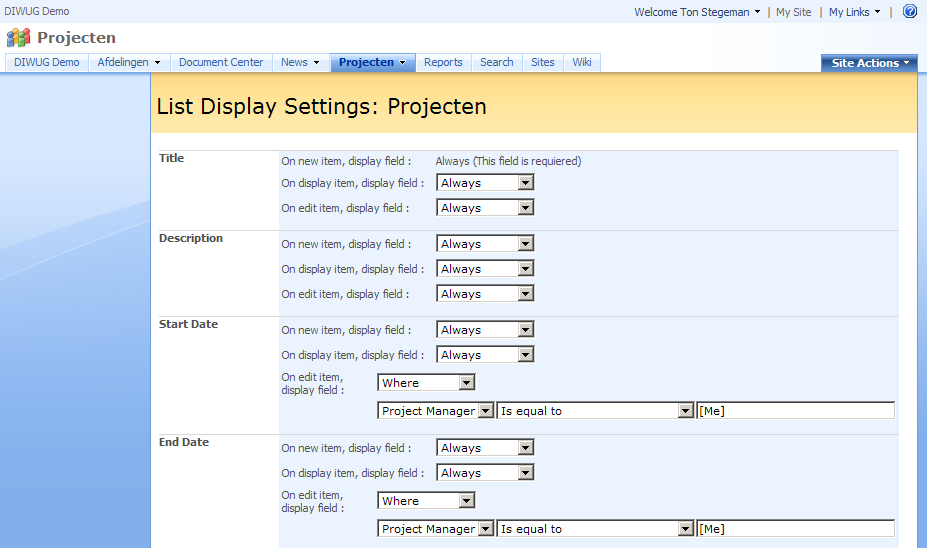 DIWUG Demo
Welcome Ton Stegeman | My Site | My Links |
Projecten
DIWUG Demo Afdelingen Document Center News Projecten Reports Search Sites Wiki Site Actions
List Display Settings: Projecten
Title On new item, display field : Always (This field is requiered)
On display item, display field : Always
On edit item, display field : Always
Description On new item, display field : Always
On display item, display field : Always
On edit item, display field : Always
Start Date On new item, display field : Always
On display item, display field : Always
On edit item,
display field : Where
Project Manager Is equal to [Me]
End Date On new item, display field : Always
On display item, display field : Always
On edit item,
display field : Where
Project Manager Is equal to [Me]